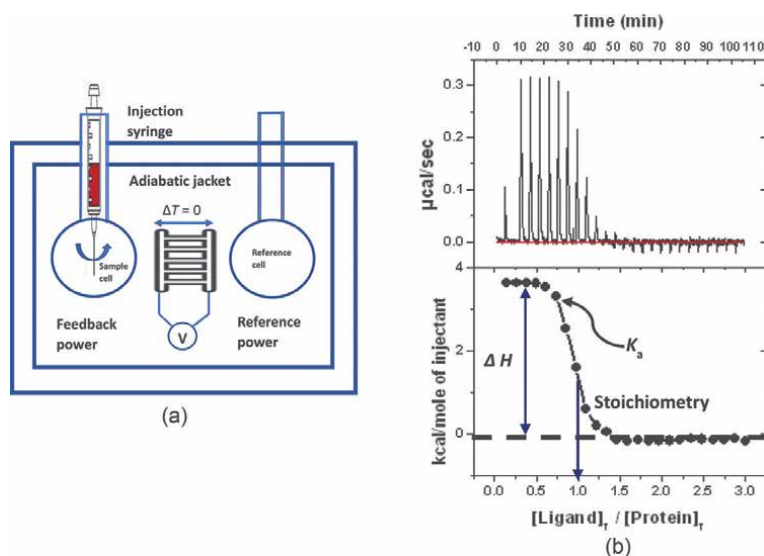 Injection
syringe
Adiabatic jacket
ΔT = 0
Sample
cell
Reference
cell
Feedback
power
V
Reference
power
(a)
Time (min)
-10 0 10 20 30 40 50 60 70 80 90 100 110
0.3
0.2
0.1
0.0
µcal/sec
4
2
0
kcal/mole of injectant
ΔH
Ka
Stoichiometry
0.0 0.5 1.0 1.5 2.0 2.5 3.0
[Ligand]T / [Protein]T
(b)